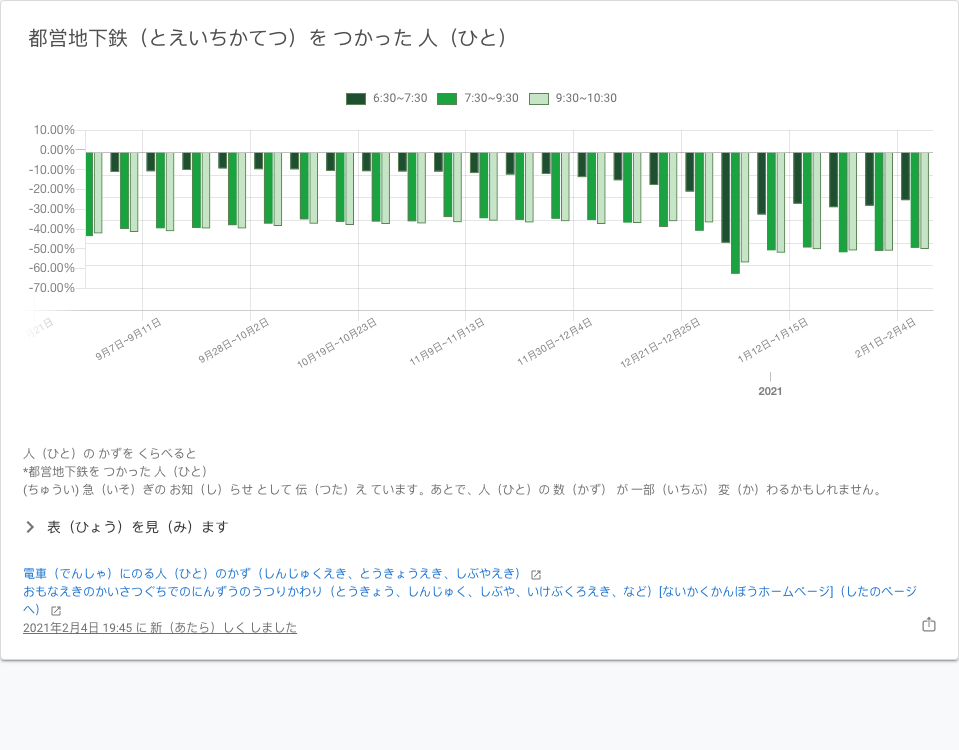 都営地下鉄（とえいちかてつ）を つかった 人（ひと）
6:30~7:30 7:30~9:30 9:30~10:30
10.00%
0.00%
-10.00%
-20.00%
-30.00%
-40.00%
-50.00%
-60.00%
-70.00%
21日
9月7日~9月11日
9月28日~10月2日
10月19日~10月23日
11月9日~11月13日
11月30日~12月4日
12月21日~12月25日
1月12日~1月15日
2月1日~2月4日
2021
人（ひと）の かずを くらべると
*都営地下鉄を つかった 人（ひと）
(ちゅうい) 急（いそ）ぎの お知（し）らせ として 伝（つた）え ています。あとで、人（ひと）の 数（かず） が 一部（いちぶ） 変（か）わるかもしれません。
表（ひょう）を見（み）ます
電車（でんしゃ）にのる人（ひと）のかず（しんじゅくえき、とうきょうえき、しぶやえき）
おもなえきのかいさつぐちでのにんずうのうつりかわり（とうきょう、しんじゅく、しぶや、いけぶくろえき、など）[ないかくかんぼうホームページ]（したのページ
へ）
2021年2月4日 19:45 に 新（あたら）しく しました